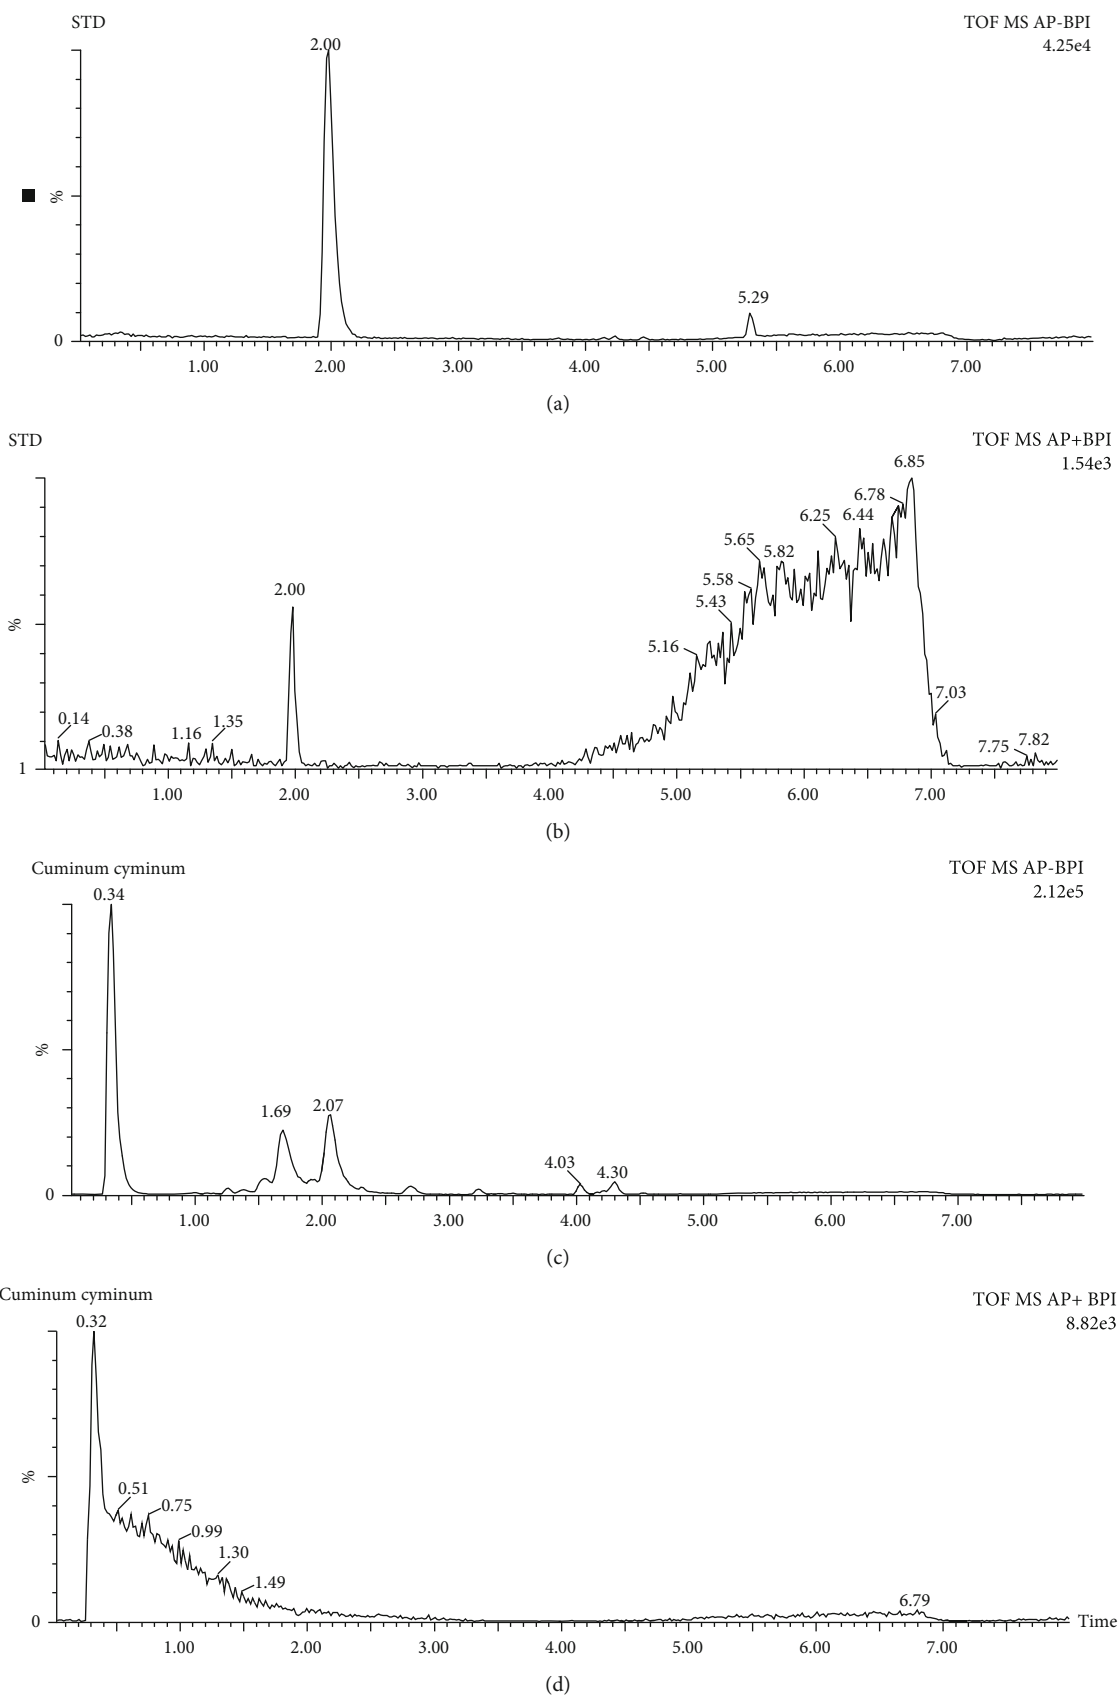 STD
TOF MS AP-BPI
4.25e4
2.00
%
5.29
0
1.00 2.00 3.00 4.00 5.00 6.00 7.00
(a)
STD
TOF MS AP+BPI
1.54e3
6.85
6.78
6.25 6.44
5.65 5.82
5.58
2.00
5.43
%
5.16
7.03
0.14 0.38 1.16 1.35
7.75 7.82
1
1.00 2.00 3.00 4.00 5.00 6.00 7.00
(b)
Cuminum cyminum
TOF MS AP-BPI
2.12e5
0.34
%
1.69 2.07
4.03 4.30
0
1.00 2.00 3.00 4.00 5.00 6.00 7.00
(c)
Cuminum cyminum
TOF MS AP+ BPI
8.82e3
0.32
%
0.51
0.75
0.99
1.30
1.49
6.79
0
Time
1.00 2.00 3.00 4.00 5.00 6.00 7.00
(d)